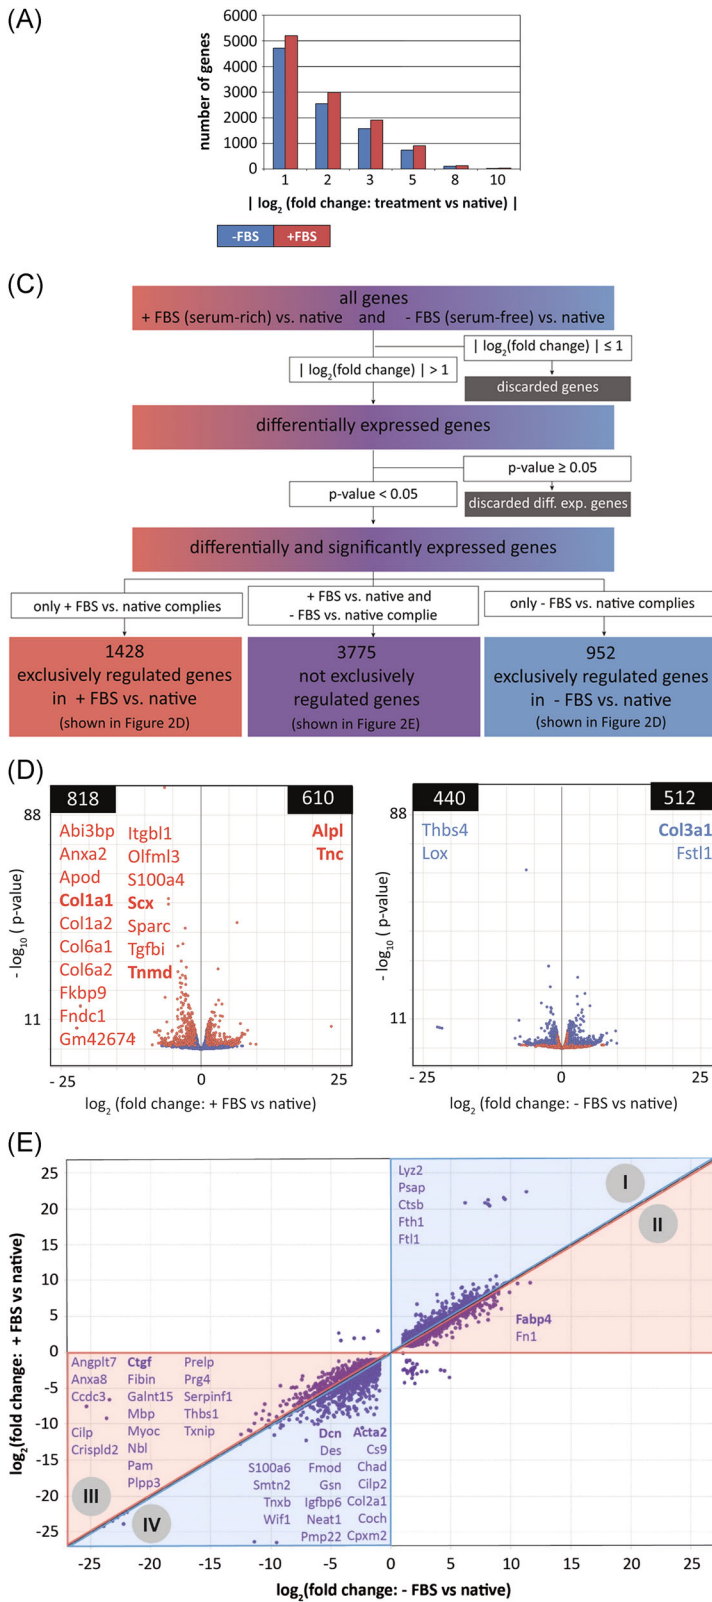 (A)
number of genes
6000
5000
4000
3000
2000
1000
0
1 2 3 5 8 10
| log2 (fold change: treatment vs native) |
-FBS +FBS
(C)
all genes
+ FBS (serum-rich) vs. native and - FBS (serum-free) vs. native
| log2(fold change) | ≤ 1
| log2(fold change) | > 1
discarded genes
differentially expressed genes
p-value ≥ 0.05
p-value < 0.05
discarded diff. exp. genes
differentially and significantly expressed genes
only + FBS vs. native complies
+ FBS vs. native and
- FBS vs. native complie
only - FBS vs. native complies
1428
exclusively regulated genes
in + FBS vs. native
(shown in Figure 2D)
3775
not exclusively
regulated genes
(shown in Figure 2E)
952
exclusively regulated genes
in - FBS vs. native
(shown in Figure 2D)
(D)
- log10 ( p-value)
88
11
818
610
Abi3bp
Anxa2
Apod
Col1a1
Col1a2
Col6a1
Col6a2
Fkbp9
Fndc1
Gm42674
Itgbl1
Olfml3
S100a4
Scx
Sparc
Tgfbi
Tnmd
Alpl
Tnc
- 25 0 25
log2 (fold change: + FBS vs native)
- log10 ( p-value)
88
11
440
512
Thbs4
Lox
Col3a1
Fstl1
- 25 0 25
log2 (fold change: - FBS vs native)
(E)
log2(fold change: + FBS vs native)
25
20
15
10
5
0
-5
-10
-15
-20
-25
Lyz2
Psap
Ctsb
Fth1
Ftl1
I
II
Fabp4
Fn1
Angplt7
Anxa8
Ccdc3
Cilp
Crispld2
Ctgf
Fibin
Galnt15
Mbp
Myoc
Nbl
Pam
Plpp3
Prelp
Prg4
Serpinf1
Thbs1
Txnip
III
IV
S100a6
Smtn2
Tnxb
Wif1
Dcn
Des
Fmod
Gsn
Igfbp6
Neat1
Pmp22
Acta2
Cs9
Chad
Cilp2
Col2a1
Coch
Cpxm2
-25 -20 -15 -10 -5 0 5 10 15 20 25
log2(fold change: - FBS vs native)